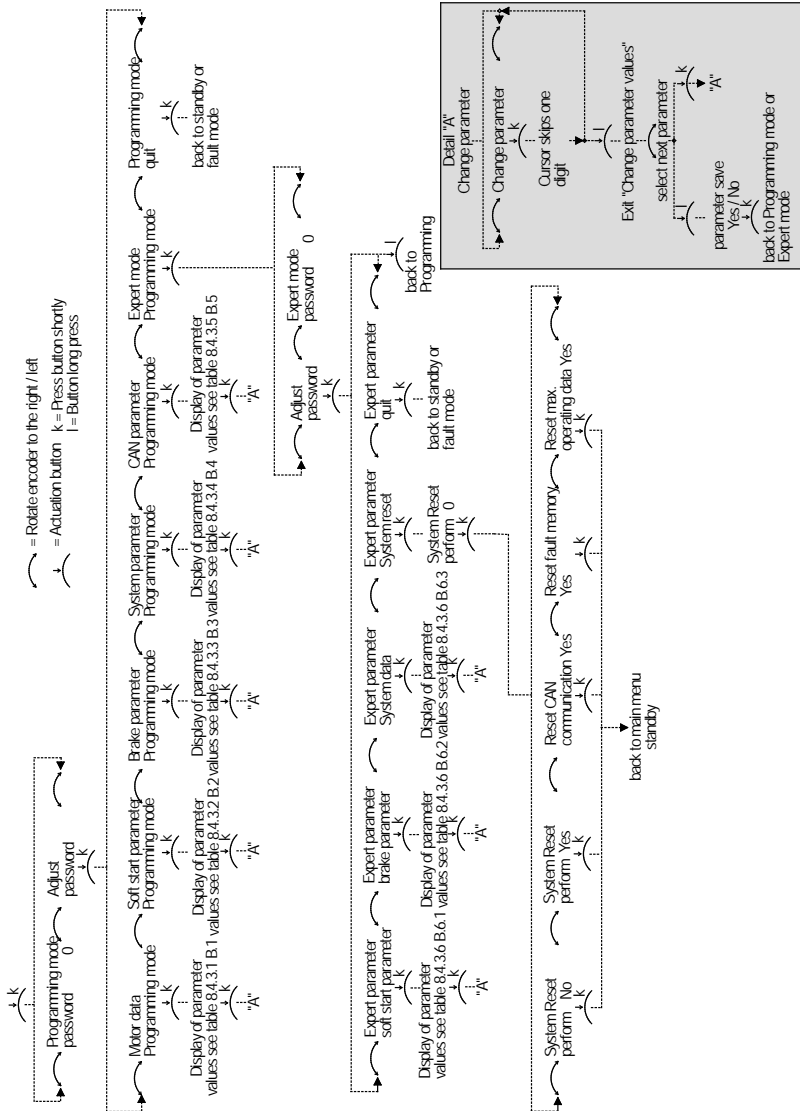 = Rotate encoder to the right / left
= Actuation button k = Press button shortly
l = Button long press
k
Programming mode
password 0
Adjust
password
k
Motor data
Programming mode
k
Display of parameter
values see table 8.4.3.1 B.1
k
"A"
Soft start parameter
Programming mode
k
Display of parameter
values see table 8.4.3.2 B.2
k
"A"
Brake parameter
Programming mode
k
Display of parameter
values see table 8.4.3.3 B.3
k
"A"
System parameter
Programming mode
k
Display of parameter
values see table 8.4.3.4 B.4
k
"A"
CAN parameter
Programming mode
k
Display of parameter
values see table 8.4.3.5 B.5
k
"A"
Expert mode
Programming mode
k
Programming mode
quit
k
back to standby or
fault mode
Adjust
password
k
Expert mode
password 0
Expert parameter
soft start parameter
k
Display of parameter
values see table 8.4.3.6 B.6.1
k
"A"
Expert parameter
brake parameter
k
Display of parameter
values see table 8.4.3.6 B.6.2
k
"A"
Expert parameter
System data
k
Display of parameter
values see table 8.4.3.6 B.6.3
k
"A"
Expert parameter
System reset
k
System Reset
perform 0
k
Expert parameter
quit
k
back to standby or
fault mode
l
back to
Programming
System Reset
perform No
k
System Reset
perform Yes
k
Reset CAN
communication Yes
k
Reset fault memory
Yes
k
Reset max.
operating data Yes
k
back to main menu
standby
Detail "A"
Change parameter
Change parameter
k
Cursor skips one
digit
l
Exit "Change parameter values"
select next parameter
l
parameter save
Yes / No
k
back to Programming mode or
Expert mode
k
"A"